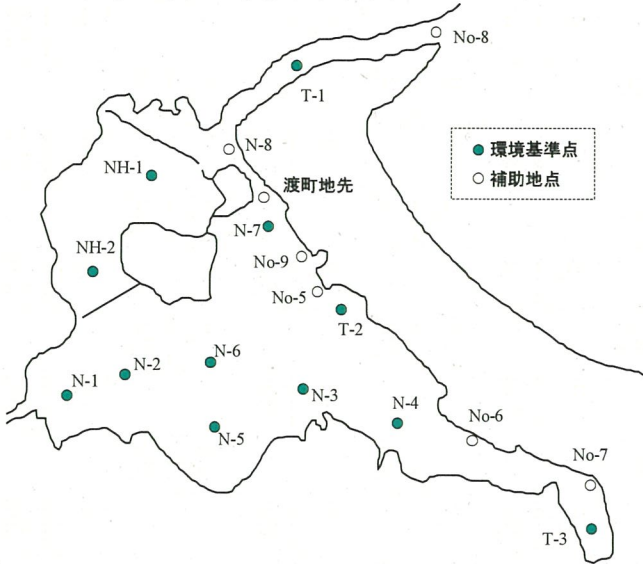 No-8
T-1
N-8
● 環境基準点
○ 補助地点
NH-1
渡町地先
N-7
NH-2
No-9
No-5
T-2
N-6
N-2
N-1
N-3
N-4
N-5
No-6
No-7
T-3